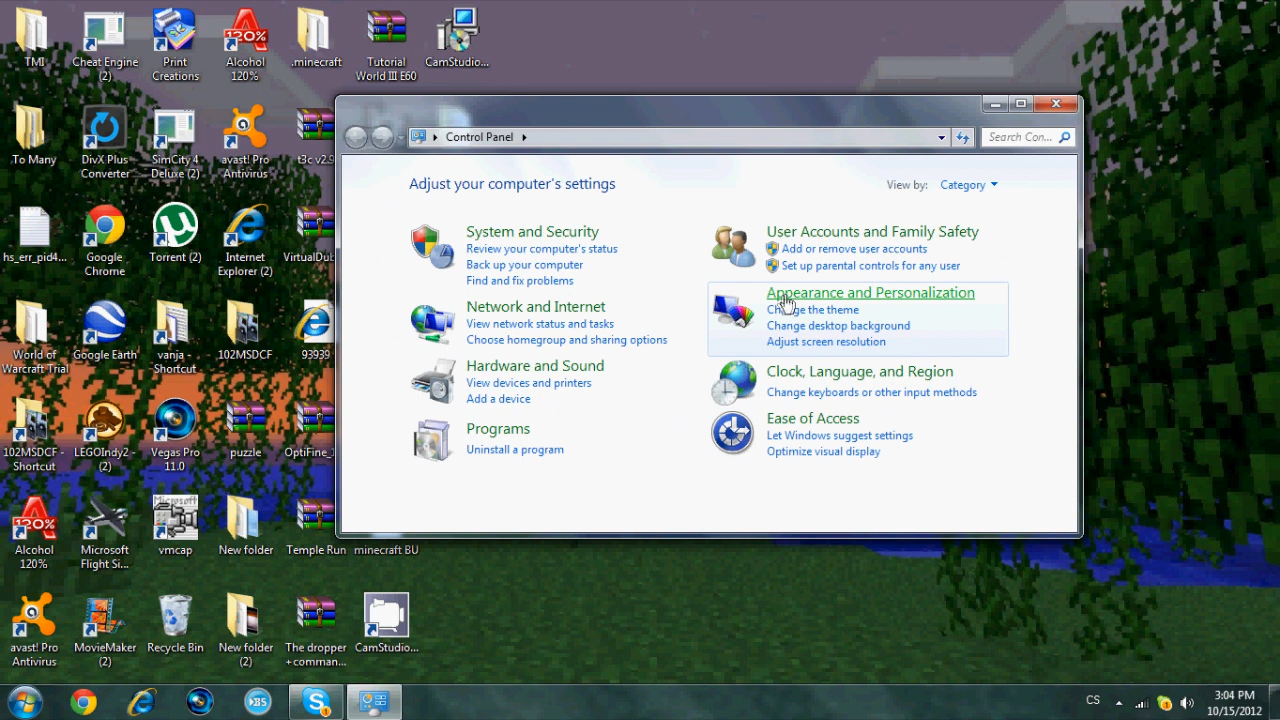 TMI
Cheat Engine
(2)
Print
Creations
Alcohol
120%
.minecraft
Tutorial
World III E60
CamStudio...
.To Many
DivX Plus
Converter
SimCity 4
Deluxe (2)
avast! Pro
Antivirus
t3c v2.9
hs_err_pid4...
Google
Chrome
Torrent (2)
Internet
Explorer (2)
VirtualDub
World of
Warcraft Trial
Google Earth
vanja -
Shortcut
102MSDCF
93939
102MSDCF -
Shortcut
LEGOIndy2 -
(2)
Vegas Pro
11.0
puzzle
OptiFine_1
Alcohol
120%
Microsoft
Flight Si...
Microsoft
vmcap
New folder
Temple Run
minecraft BU
avast! Pro
Antivirus
MovieMaker
(2)
Recycle Bin
New folder
(2)
The dropper
+comman...
CamStudio...
Control Panel
Search Con...
Adjust your computer's settings
View by: Category
System and Security
Review your computer's status
Back up your computer
Find and fix problems
Network and Internet
View network status and tasks
Choose homegroup and sharing options
Hardware and Sound
View devices and printers
Add a device
Programs
Uninstall a program
User Accounts and Family Safety
Add or remove user accounts
Set up parental controls for any user
Appearance and Personalization
Change the theme
Change desktop background
Adjust screen resolution
Clock, Language, and Region
Change keyboards or other input methods
Ease of Access
Let Windows suggest settings
Optimize visual display
BS
CS
3:04 PM
10/15/2012